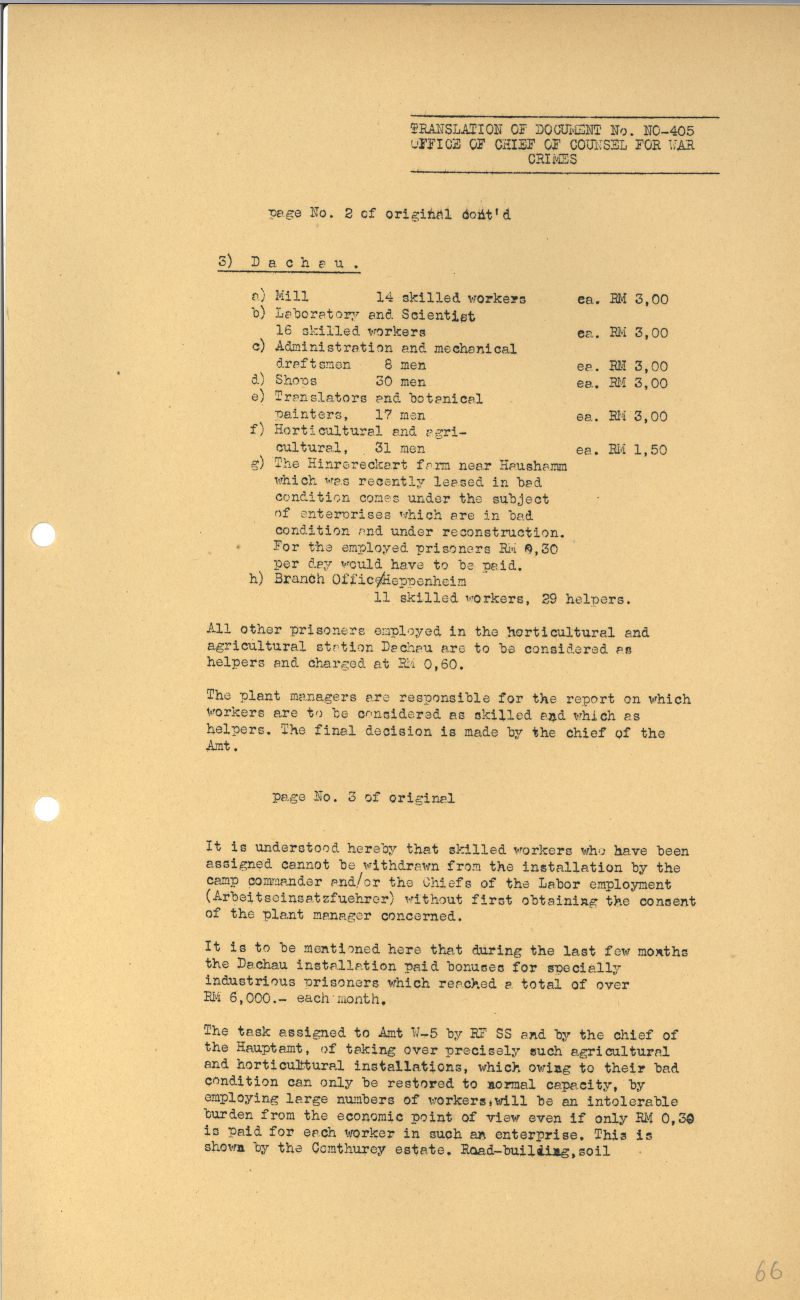 TRANSLATION OF DOCUMENT No. NO-405
OFFICE OF CHIEF OF COUNSEL FOR WAR
CRIMES
page No. 2 of original cont'd
3) D a c h a u .
a) Mill 14 skilled workers ea. RM 3,00
b) Laboratory and Scientist
16 skilled workers ea. RM 3,00
c) Administration and mechanical
draftsmen 8 men ea. RM 3,00
d) Shops 30 men ea. RM 3,00
e) Translators and botanical
painters, 17 men ea. RM 3,00
f) Horticultural and agri-
cultural, 31 men ea. RM 1,50
g) The Hinrereckart farm near Haushamm
which was recently leased in bad
condition comes under the subject
of enterprises which are in bad
condition and under reconstruction.
For the employed prisoners RM 0,30
per day would have to be paid.
h) Branch Office/Heppenheim
11 skilled workers, 29 helpers.
All other prisoners employed in the horticultural and
agricultural station Dachau are to be considered as
helpers and charged at RM 0,60.
The plant managers are responsible for the report on which
workers are to be considered as skilled and which as
helpers. The final decision is made by the chief of the
Amt.
page No. 3 of original
It is understood hereby that skilled workers who have been
assigned cannot be withdrawn from the installation by the
camp commander and/or the Chiefs of the Labor employment
(Arbeitseinsatzfuehrer) without first obtaining the consent
of the plant manager concerned.
It is to be mentioned here that during the last few months
the Dachau installation paid bonuses for specially
industrious prisoners which reached a total of over
RM 6,000.- each month.
The task assigned to Amt W-5 by RF SS and by the chief of
the Hauptamt, of taking over precisely such agricultural
and horticultural installations, which owing to their bad
condition can only be restored to normal capacity, by
employing large numbers of workers, will be an intolerable
burden from the economic point of view even if only RM 0,30
is paid for each worker in such an enterprise. This is
shown by the Comthurey estate. Road-building, soil
66